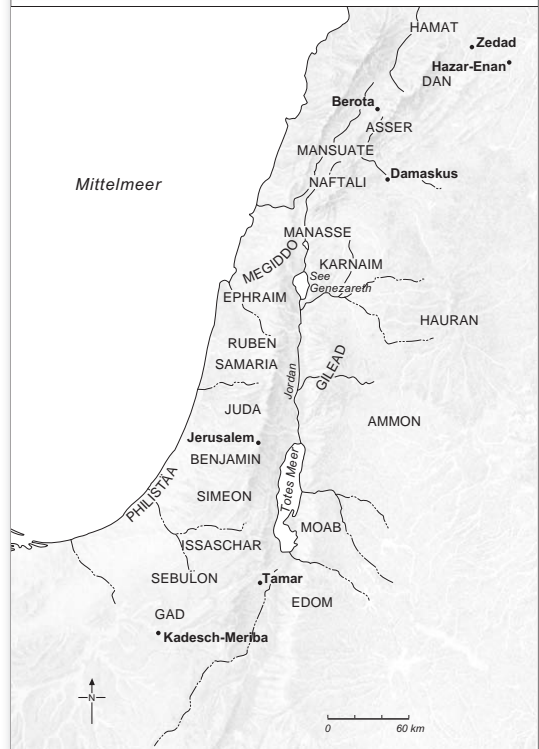 HAMAT
Zedad
Hazar-Enan
DAN
Berota
ASSER
MANSUATE
Damaskus
NAFTALI
Mittelmeer
MANASSE
MEGIDDO
KARNAIM
See
Genezareth
EPHRAIM
HAURAN
RUBEN
SAMARIA
GILEAD
Jordan
JUDA
AMMON
Jerusalem
BENJAMIN
PHILISTÄA
SIMEON
Totes Meer
MOAB
ISSASCHAR
SEBULON
Tamar
EDOM
GAD
Kadesch-Meriba
N
0 60 km